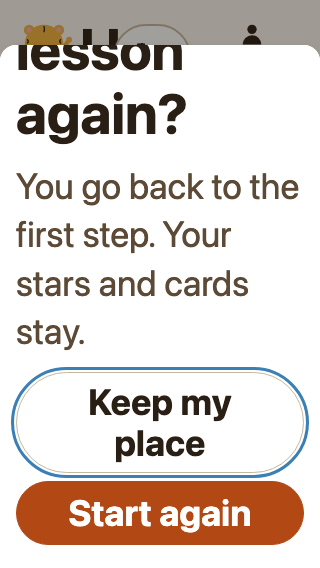 lesson
again?
You go back to the
first step. Your
stars and cards
stay.
Keep my
place
Start again